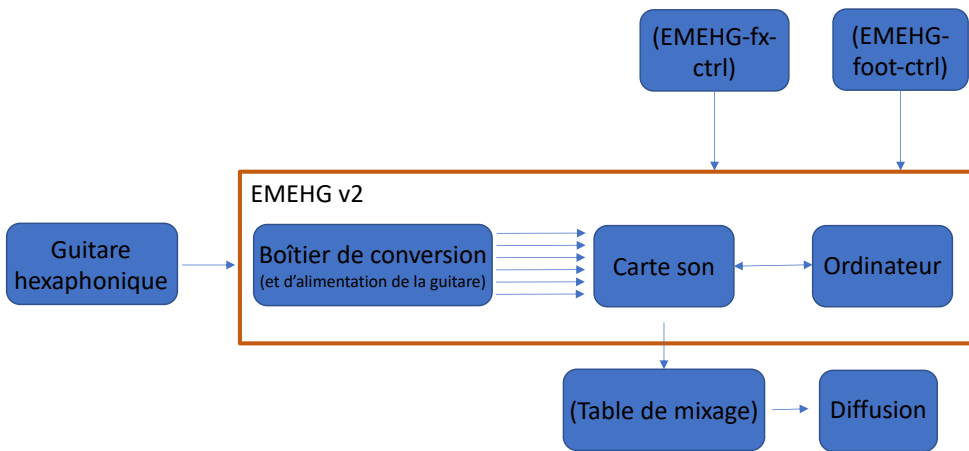 (EMEHG-fx-
ctrl)
(EMEHG-
foot-ctrl)
EMEHG v2
Guitare
hexaphonique
Boîtier de conversion
(et d’alimentation de la guitare)
Carte son
Ordinateur
(Table de mixage)
Diffusion